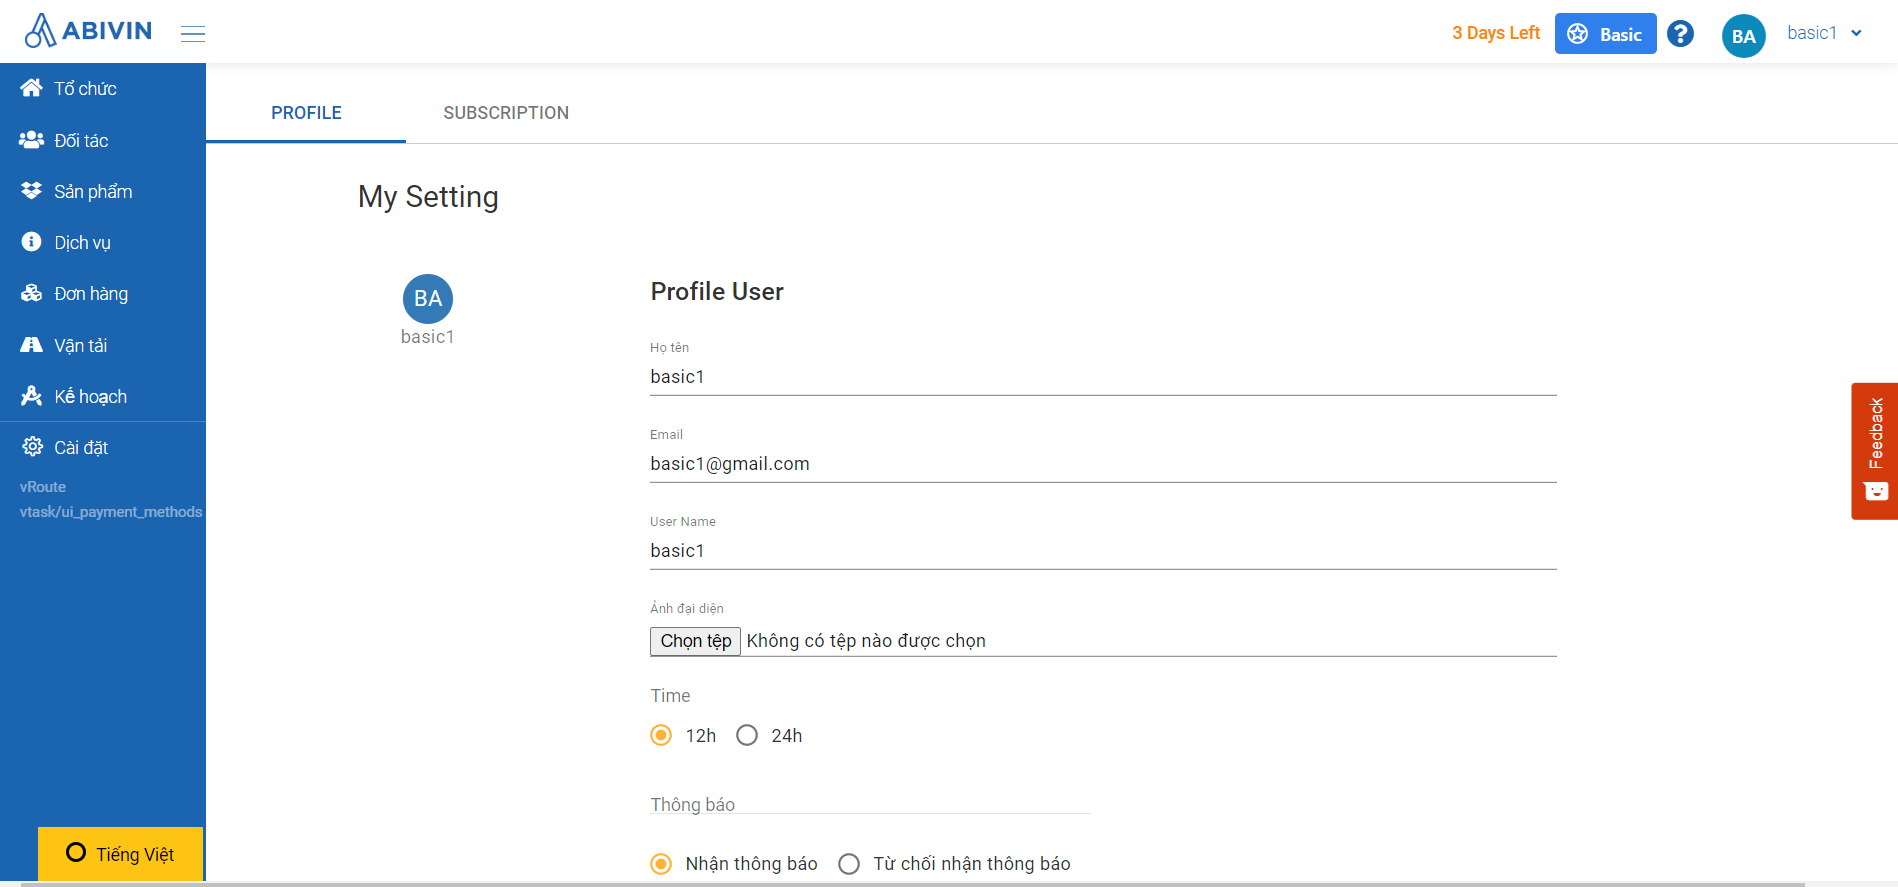 ABIVIN
3 Days Left
Basic
BA
basic1
Tổ chức
Đối tác
Sản phẩm
Dịch vụ
Đơn hàng
Vận tải
Kế hoạch
Cài đặt
vRoute
vtask/ui_payment_methods
Tiếng Việt
PROFILE
SUBSCRIPTION
My Setting
BA
basic1
Profile User
Họ tên
basic1
Email
basic1@gmail.com
User Name
basic1
Ảnh đại diện
Chọn tệp Không có tệp nào được chọn
Time
12h
24h
Thông báo
Nhận thông báo
Từ chối nhận thông báo
Feedback